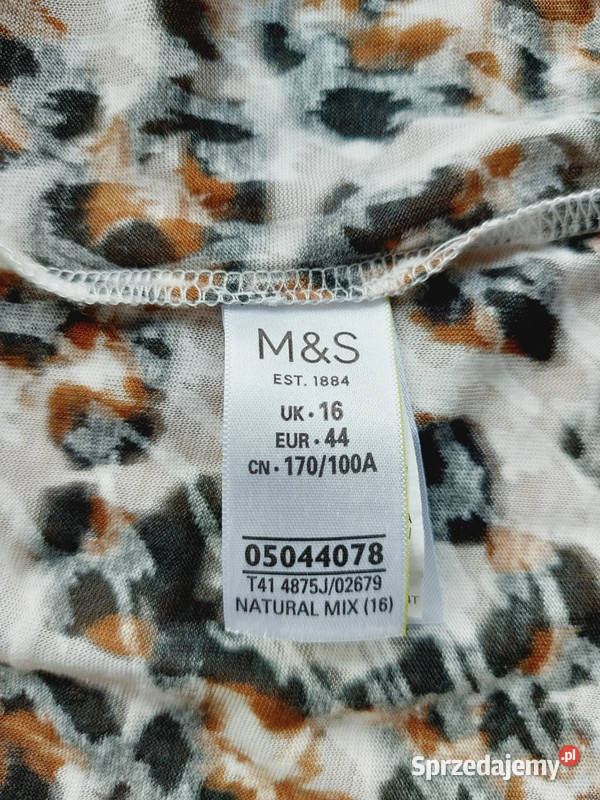 M&S
EST. 1884
UK • 16
EUR • 44
CN • 170/100A
05044078
T41 4875J/02679
NATURAL MIX (16)
Sprzedajemy.pl